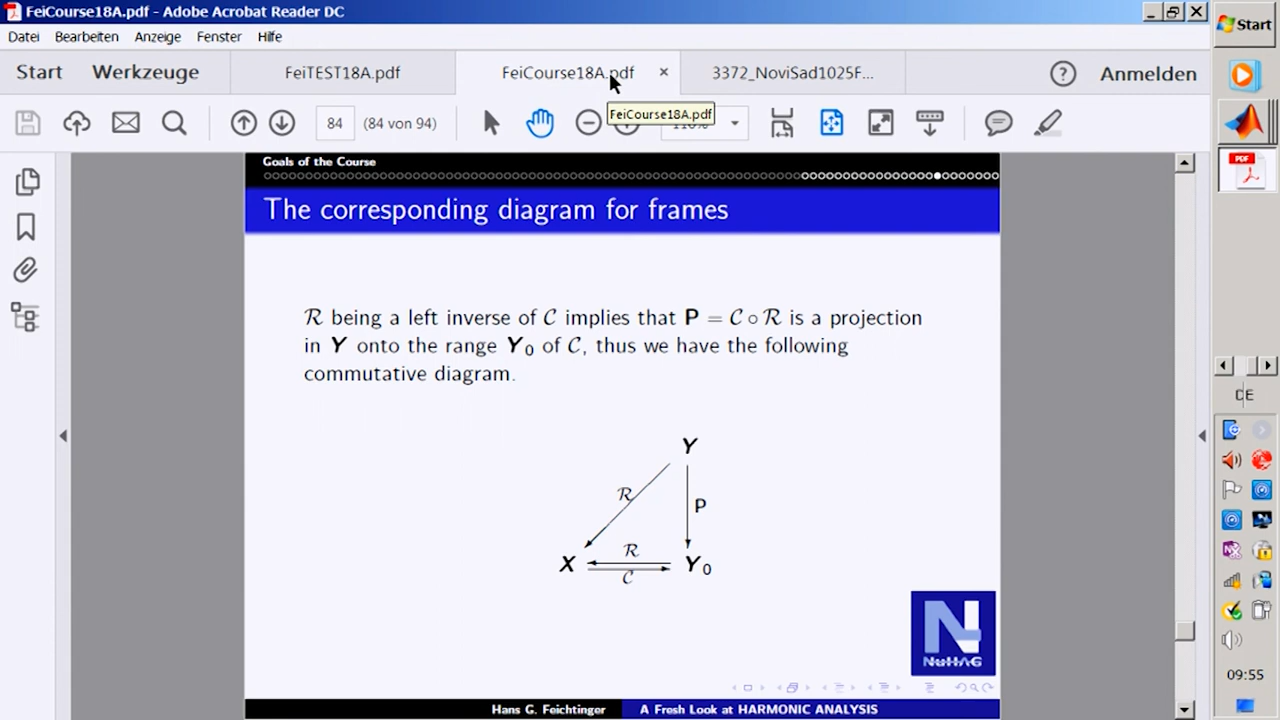 FeiCourse18A.pdf - Adobe Acrobat Reader DC
Datei Bearbeiten Anzeige Fenster Hilfe
Start Werkzeuge FeiTEST18A.pdf FeiCourse18A.pdf × 3372_NoviSad1025F... Anmelden
84 (84 von 94)
FeiCourse18A.pdf
Goals of the Course
The corresponding diagram for frames
ℛ being a left inverse of 𝒞 implies that P = 𝒞 ∘ ℛ is a projection
in Y onto the range Y₀ of 𝒞, thus we have the following
commutative diagram.
Y
ℛ
P
X ℛ Y₀
𝒞
NuHAG
Hans G. Feichtinger A Fresh Look at HARMONIC ANALYSIS
Start
PDF
DE
09:55